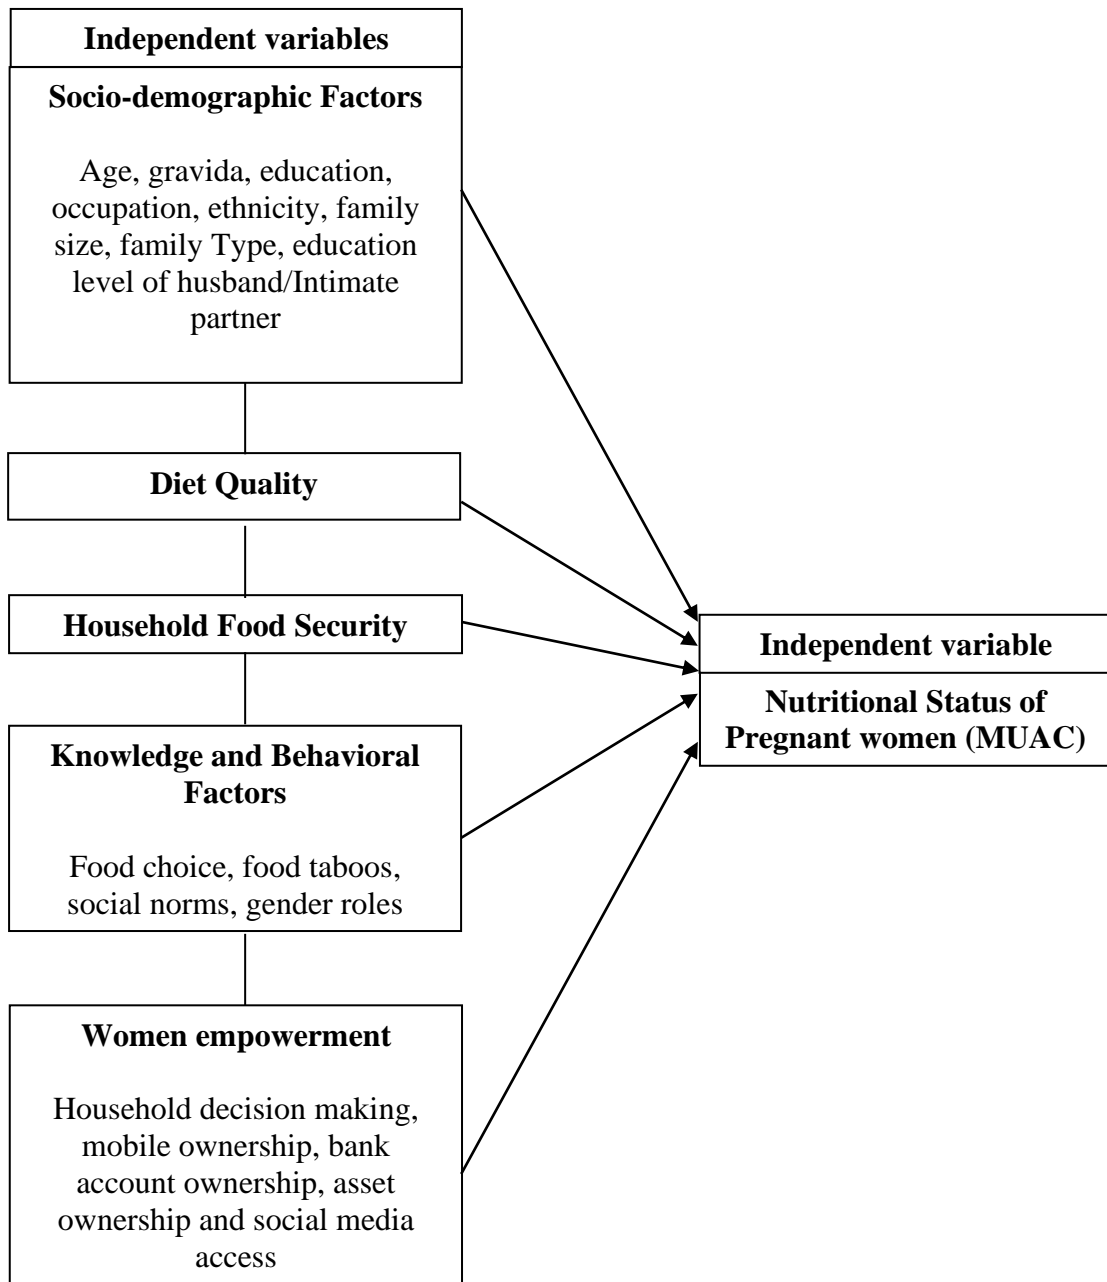 Independent variables
Socio-demographic Factors
Age, gravida, education,
occupation, ethnicity, family
size, family Type, education
level of husband/Intimate
partner
Diet Quality
Household Food Security
Knowledge and Behavioral
Factors
Food choice, food taboos,
social norms, gender roles
Women empowerment
Household decision making,
mobile ownership, bank
account ownership, asset
ownership and social media
access
Independent variable
Nutritional Status of
Pregnant women (MUAC)